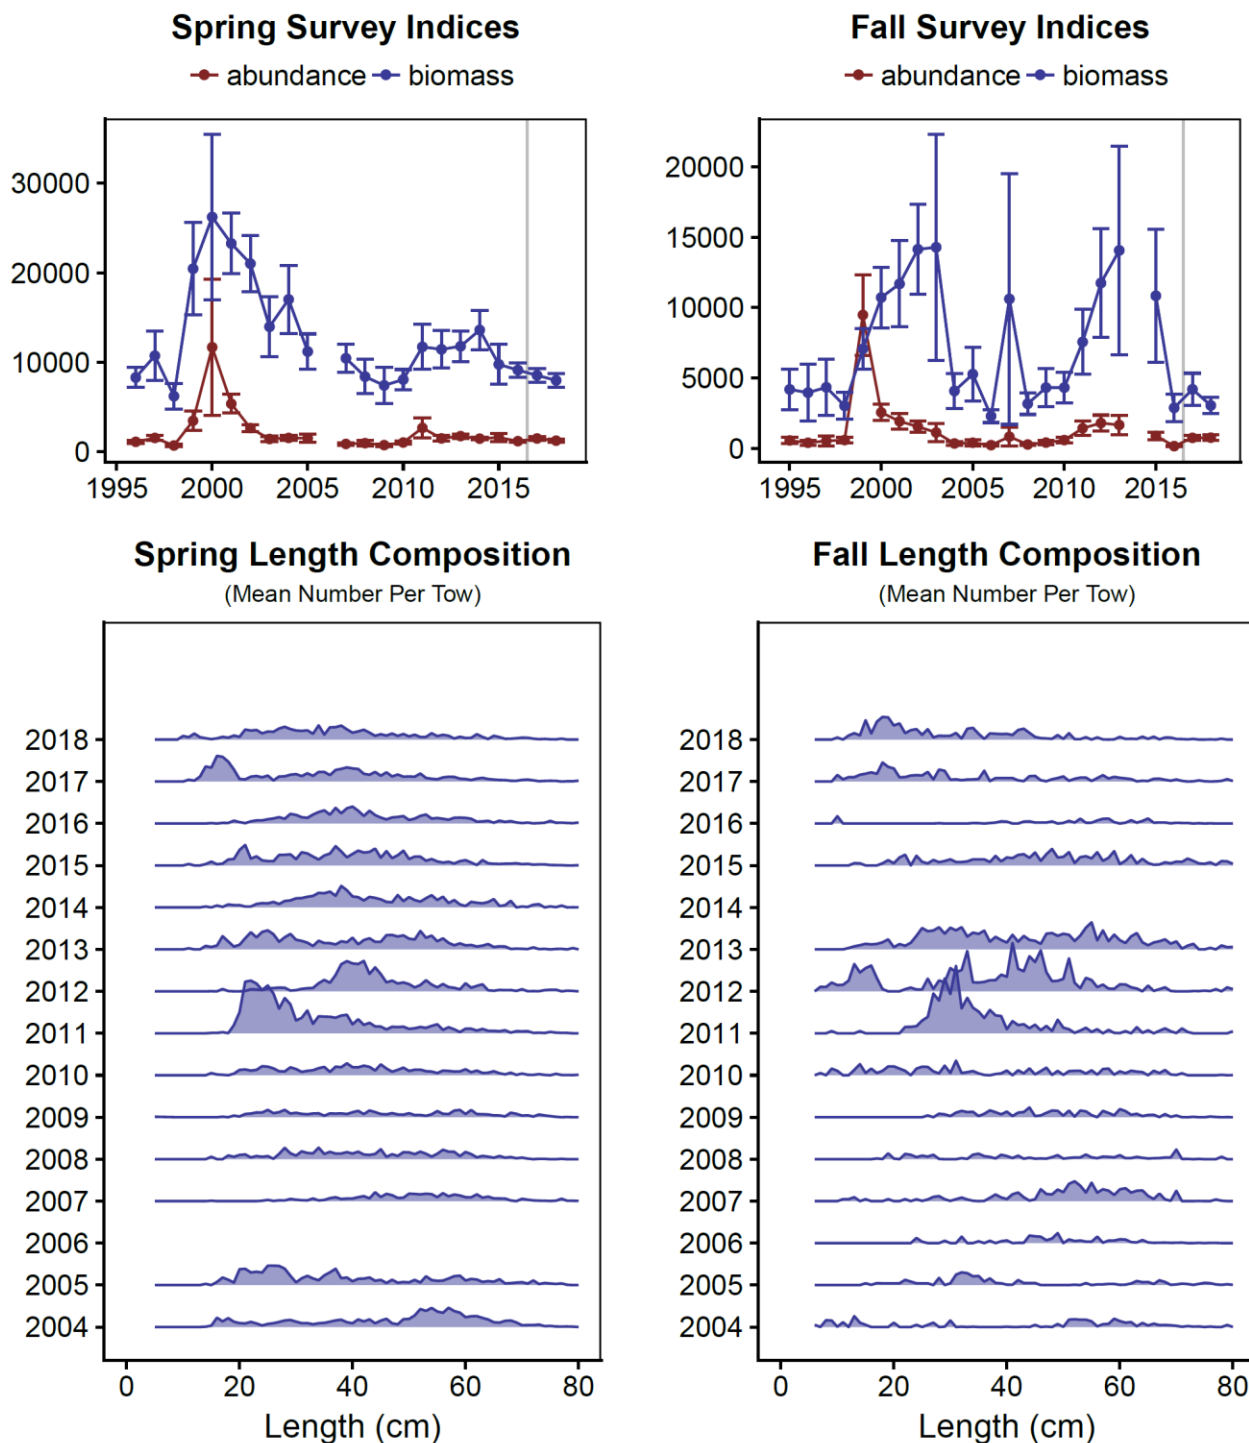 Spring Survey Indices
abundance biomass
30000
20000
10000
0
1995 2000 2005 2010 2015
Fall Survey Indices
abundance biomass
20000
15000
10000
5000
0
1995 2000 2005 2010 2015
Spring Length Composition
(Mean Number Per Tow)
2018
2017
2016
2015
2014
2013
2012
2011
2010
2009
2008
2007
2006
2005
2004
0 20 40 60 80
Length (cm)
Fall Length Composition
(Mean Number Per Tow)
2018
2017
2016
2015
2014
2013
2012
2011
2010
2009
2008
2007
2006
2005
2004
0 20 40 60 80
Length (cm)